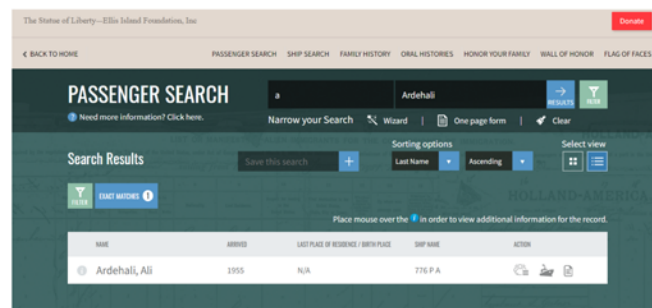 The Statue of Liberty—Ellis Island Foundation, Inc
Donate
< BACK TO HOME
PASSENGER SEARCH SHIP SEARCH FAMILY HISTORY ORAL HISTORIES HONOR YOUR FAMILY WALL OF HONOR FLAG OF FACES
PASSENGER SEARCH
a
Ardehali
RESULTS
FILTER
Need more information? Click here.
Narrow your Search Wizard | One page form | Clear
Search Results
Save this search +
Sorting options
Last Name
Ascending
Select view
FILTER
EXACT MATCHES 1
HOLLAND-AMERICA
Place mouse over the in order to view additional information for the record.
NAME ARRIVED LAST PLACE OF RESIDENCE / BIRTH PLACE SHIP NAME ACTION
Ardehali, Ali 1955 N/A 776 P A